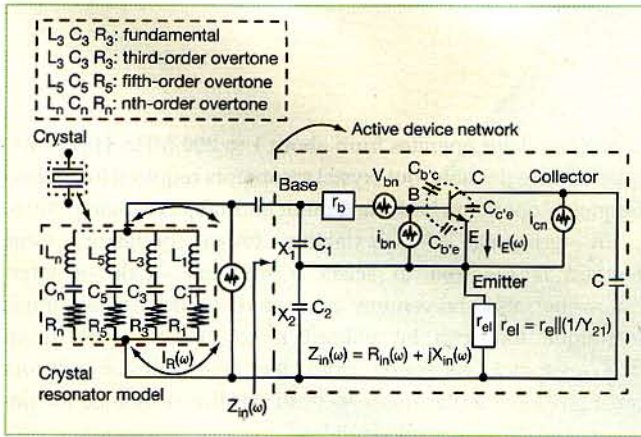 L3 C3 R3: fundamental
L3 C3 R3: third-order overtone
L5 C5 R5: fifth-order overtone
Ln Cn Rn: nth-order overtone
Crystal
Active device network
Base
rb
Vbn
Cb'c
B'
C
Collector
Cc'e
Icn
Ibn
Cb'e
E
IE(ω)
Emitter
Ln
L5
L3
L1
Cn
C5
C3
C1
Rn
R5
R3
R1
X1
C1
X2
C2
C
r'el
r'el = re||(1/Y21)
Zin(ω) = Rin(ω) + jXin(ω)
IR(ω)
Crystal
resonator model
Zin(ω)